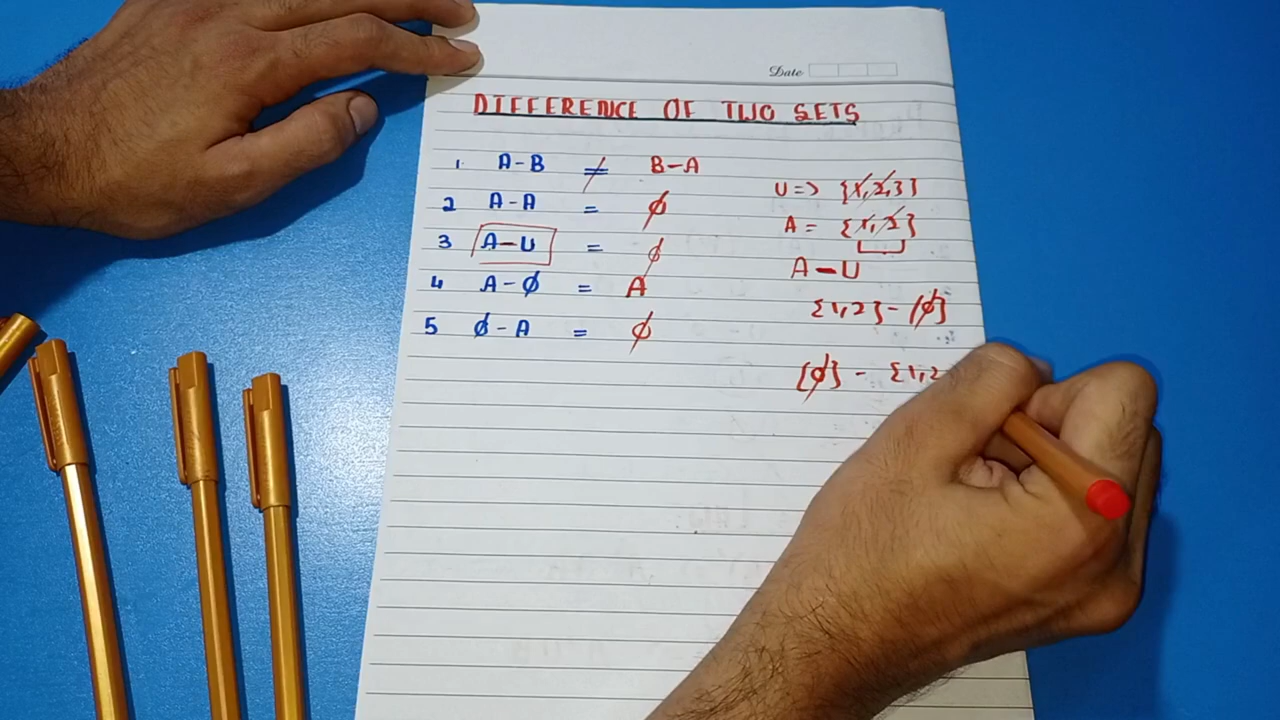 Date
DIFFERENCE OF TWO SETS
1. A-B ≠ B-A
2 A-A = ϕ
3 A-U = ϕ
4 A-ϕ = A
5 ϕ-A = ϕ
U => {1,2,3}
A = {1,2}
A-U
{1,2} - {ϕ}
{ϕ} - {1,2